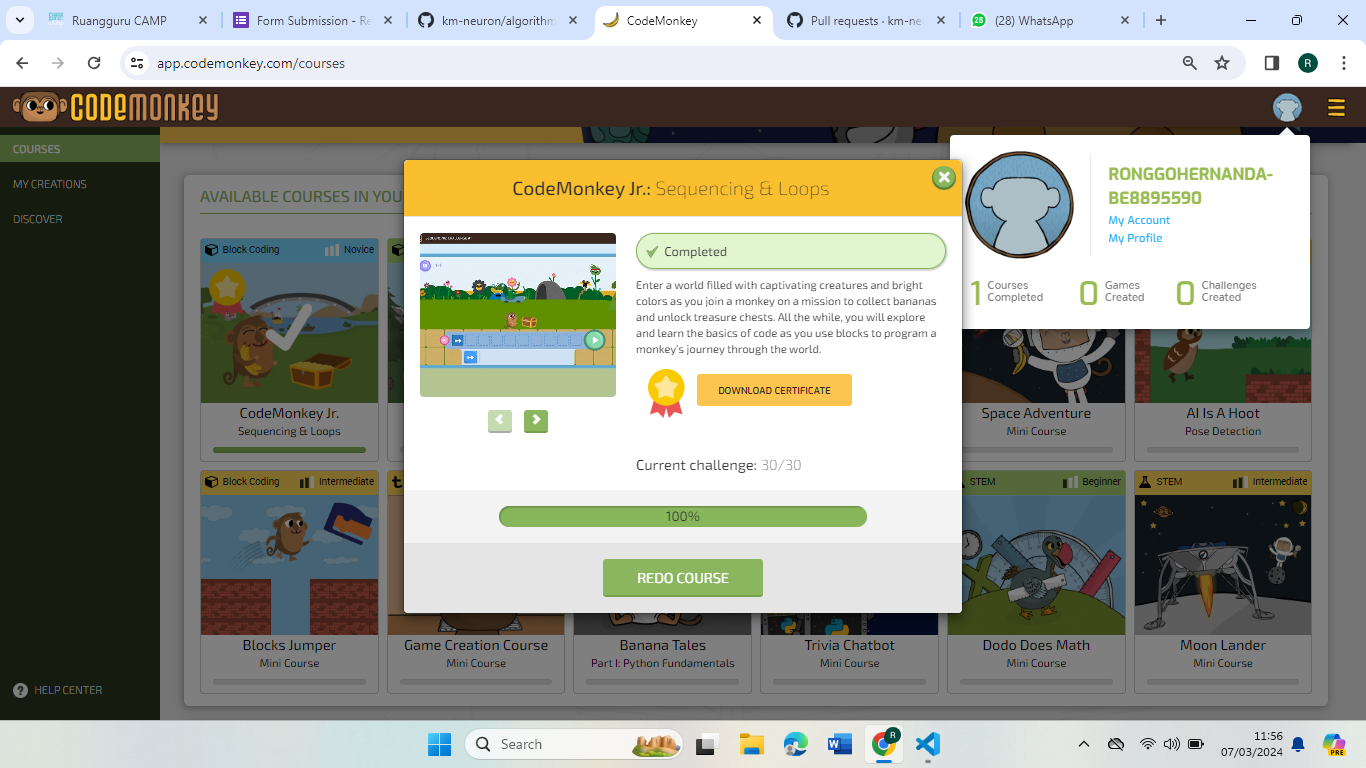 Ruangguru CAMP
Form Submission - Re
km-neuron/algorithm
CodeMonkey
Pull requests · km-ne
28
(28) WhatsApp
app.codemonkey.com/courses
R
CODEMONKEY
COURSES
MY CREATIONS
DISCOVER
HELP CENTER
AVAILABLE COURSES IN YOU
CodeMonkey Jr.: Sequencing & Loops
Completed
Enter a world filled with captivating creatures and bright
colors as you join a monkey on a mission to collect bananas
and unlock treasure chests. All the while, you will explore
and learn the basics of code as you use blocks to program a
monkey's journey through the world.
DOWNLOAD CERTIFICATE
Current challenge: 30/30
100%
REDO COURSE
RONGGOHERNANDA-
BE8895590
My Account
My Profile
1 Courses Completed
0 Games Created
0 Challenges Created
Block Coding Novice
CodeMonkey Jr.
Sequencing & Loops
Space Adventure
Mini Course
AI Is A Hoot
Pose Detection
Block Coding Intermediate
Blocks Jumper
Mini Course
Game Creation Course
Mini Course
Banana Tales
Part I: Python Fundamentals
Trivia Chatbot
Mini Course
STEM Beginner
Dodo Does Math
Mini Course
STEM Intermediate
Moon Lander
Mini Course
Search
R
11:56
07/03/2024
PRE